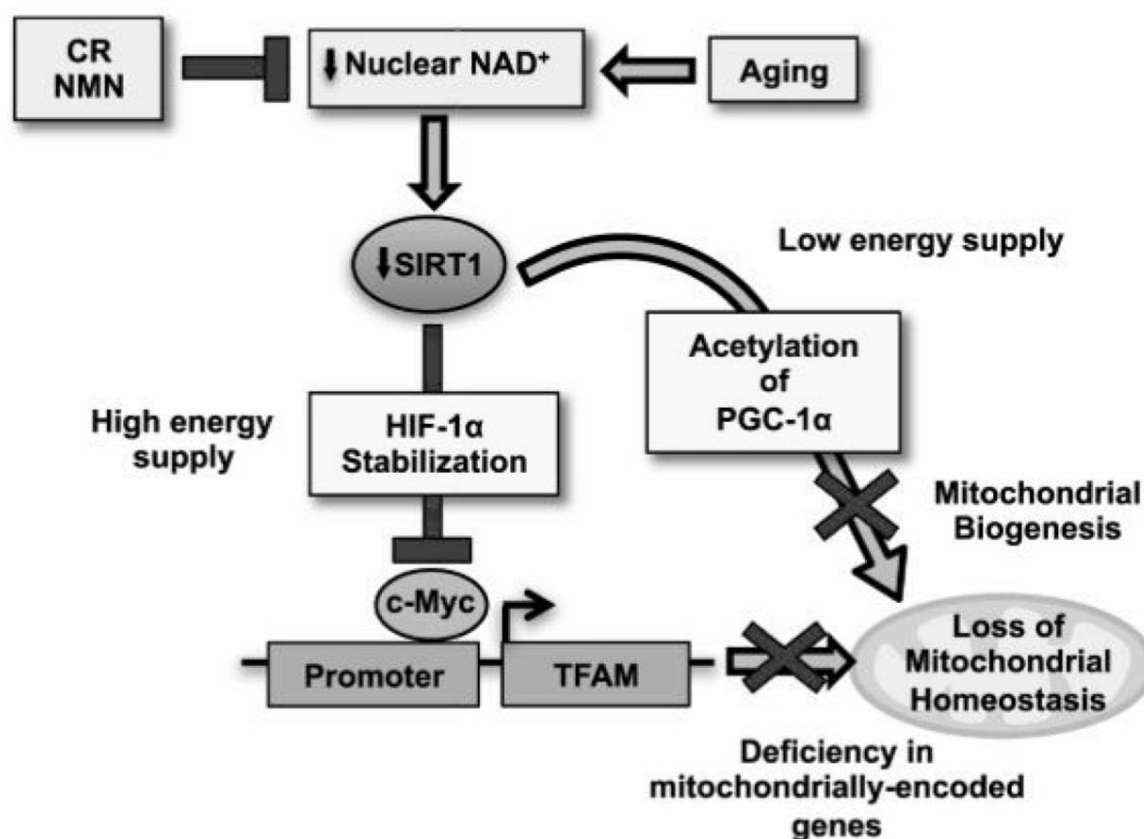 CR
NMN
Nuclear NAD⁺
Aging
SIRT1
Low energy supply
Acetylation
of
PGC-1α
High energy
supply
HIF-1α
Stabilization
Mitochondrial
Biogenesis
c-Myc
Promoter
TFAM
Loss of
Mitochondrial
Homeostasis
Deficiency in
mitochondrially-encoded
genes